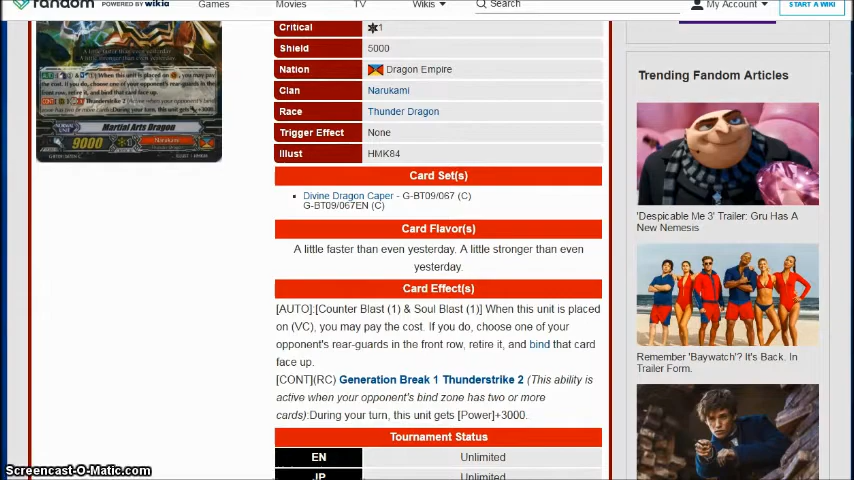 fandom
POWERED BY wikia
Games
Movies
TV
Wikis
Search
My Account
START A WIKI
Critical
1
Shield
5000
Nation
Dragon Empire
Clan
Narukami
Race
Thunder Dragon
Trigger Effect
None
Illust
HMK84
Card Set(s)
Divine Dragon Caper - G-BT09/067 (C)
G-BT09/067EN (C)
Card Flavor(s)
A little faster than even yesterday. A little stronger than even
yesterday.
Card Effect(s)
[AUTO]:[Counter Blast (1) & Soul Blast (1)] When this unit is placed
on (VC), you may pay the cost. If you do, choose one of your
opponent's rear-guards in the front row, retire it, and bind that card
face up.
[CONT](RC) Generation Break 1 Thunderstrike 2 (This ability is
active when your opponent's bind zone has two or more
cards):During your turn, this unit gets [Power]+3000.
Tournament Status
EN
Unlimited
JP
Unlimited
Martial Arts Dragon
9000
Narukami
Trending Fandom Articles
'Despicable Me 3' Trailer: Gru Has A
New Nemesis
Remember 'Baywatch'? It's Back. In
Trailer Form.
Screencast-O-Matic.com